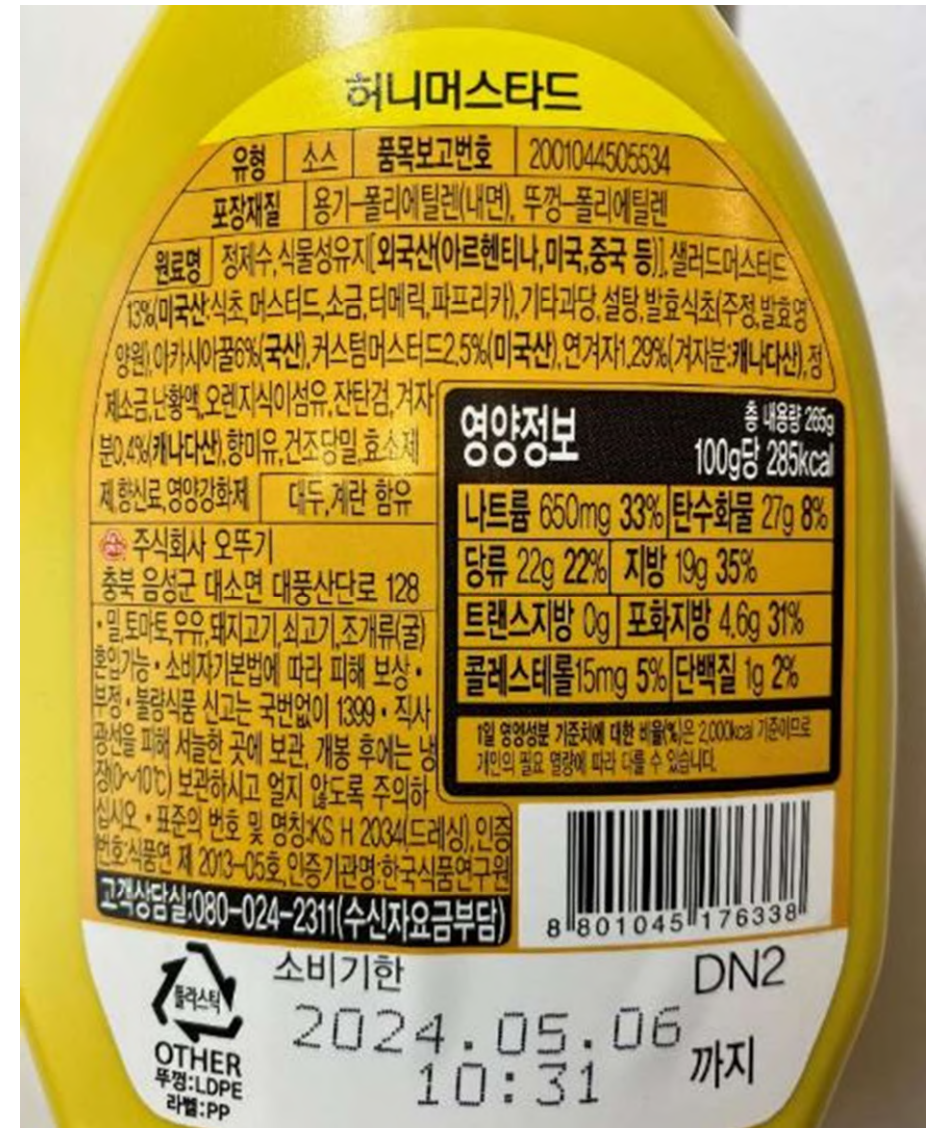 허니머스타드
유형 소스 품목보고번호 2001044505534
포장재질 용기-폴리에틸렌(내면), 뚜껑-폴리에틸렌
원료명 정제수, 식물성유지[외국산(아르헨티나, 미국, 중국 등)], 샐러드머스터드
13%(미국산:식초, 머스터드, 소금, 터메릭, 파프리카), 기타과당, 설탕, 발효식초(주정, 발효영
양원), 아카시아꿀6%(국산), 커스텀머스터드2.5%(미국산), 연겨자1.29%(겨자분:캐나다산), 정
제소금, 난황액, 오렌지식이섬유, 잔탄검, 겨자
분0.4%(캐나다산), 향미유, 건조당밀, 효소제
제, 향신료, 영양강화제 대두, 계란 함유
주식회사 오뚜기
충북 음성군 대소면 대풍산단로 128
• 밀, 토마토, 우유, 돼지고기, 쇠고기, 조개류(굴)
혼입가능 • 소비자기본법에 따라 피해 보상 •
부정 • 불량식품 신고는 국번없이 1399 • 직사
광선을 피해 서늘한 곳에 보관, 개봉 후에는 냉
장(0~10℃) 보관하시고 얼지 않도록 주의하
십시오. • 표준의 번호 및 명칭:KS H 2034(드레싱), 인증
번호:식품연 제 2013-05호, 인증기관명:한국식품연구원
고객상담실:080-024-2311(수신자요금부담)
영양정보 총 내용량 265g
100g당 285kcal
나트륨 650mg 33% 탄수화물 27g 8%
당류 22g 22% 지방 19g 35%
트랜스지방 0g 포화지방 4.6g 31%
콜레스테롤15mg 5% 단백질 1g 2%
1일 영양성분 기준치에 대한 비율(%)은 2,000kcal 기준이므로
개인의 필요 열량에 따라 다를 수 있습니다.
8 801045 176338
플라스틱
OTHER
뚜껑:LDPE
라벨:PP
소비기한 DN2
2024.05.06
10:31 까지